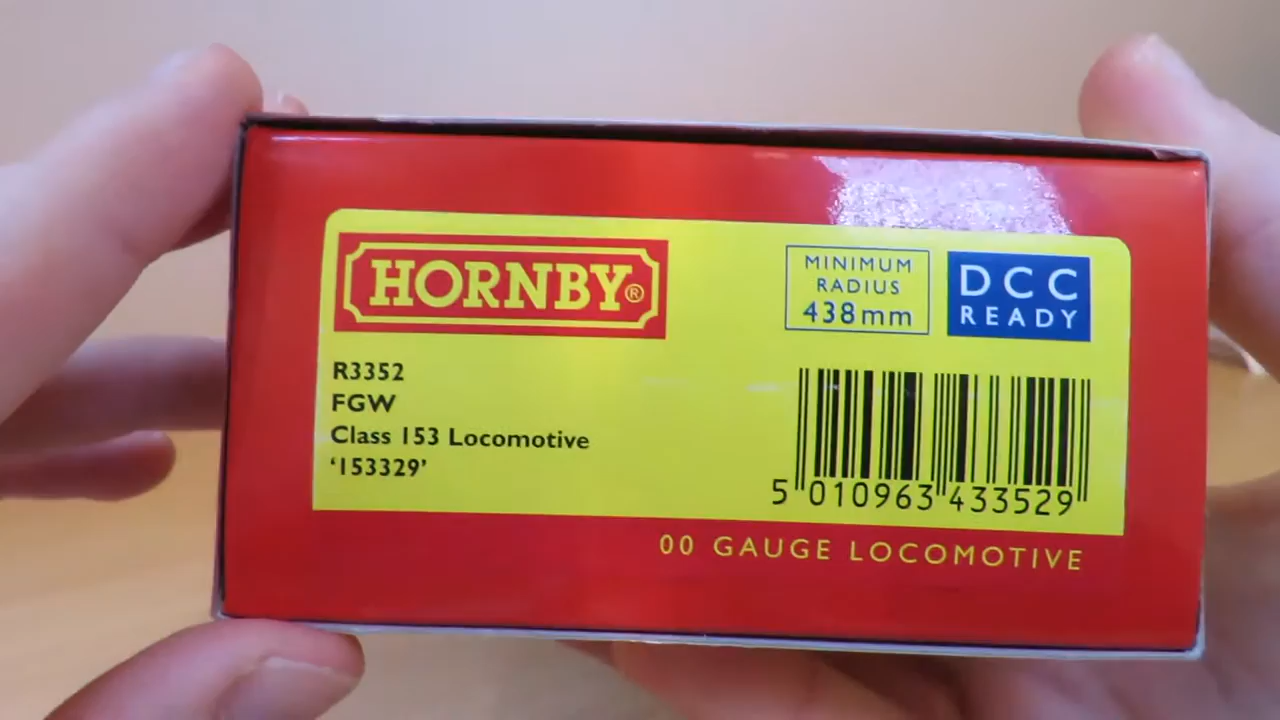 HORNBY®
MINIMUM
RADIUS
438mm
DCC
READY
R3352
FGW
Class 153 Locomotive
‘153329’
5 010963 433529
00 GAUGE LOCOMOTIVE